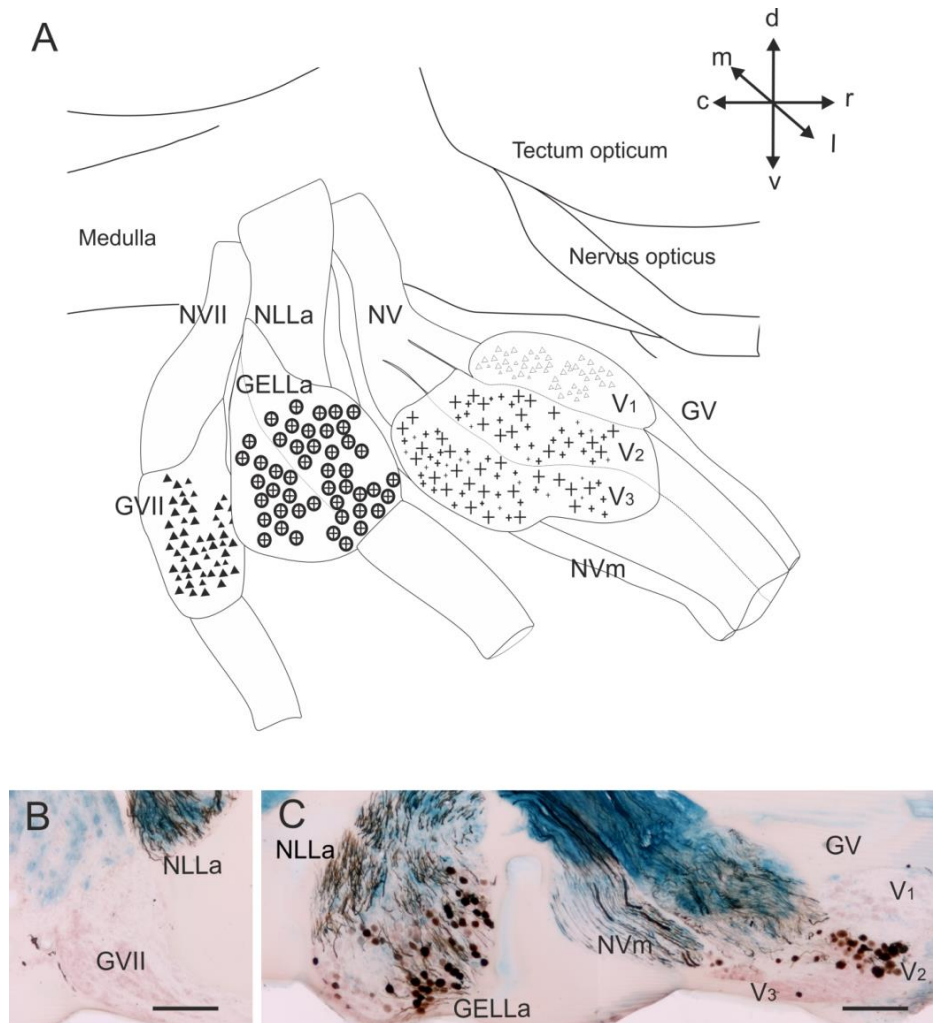 A
d
m
c
r
l
v
Tectum opticum
Medulla
Nervus opticus
NVII
NLLa
NV
GELLa
V1
GV
V2
GVII
V3
NVm
B
C
NLLa
NLLa
GV
V1
GVII
NVm
V2
V3
GELLa